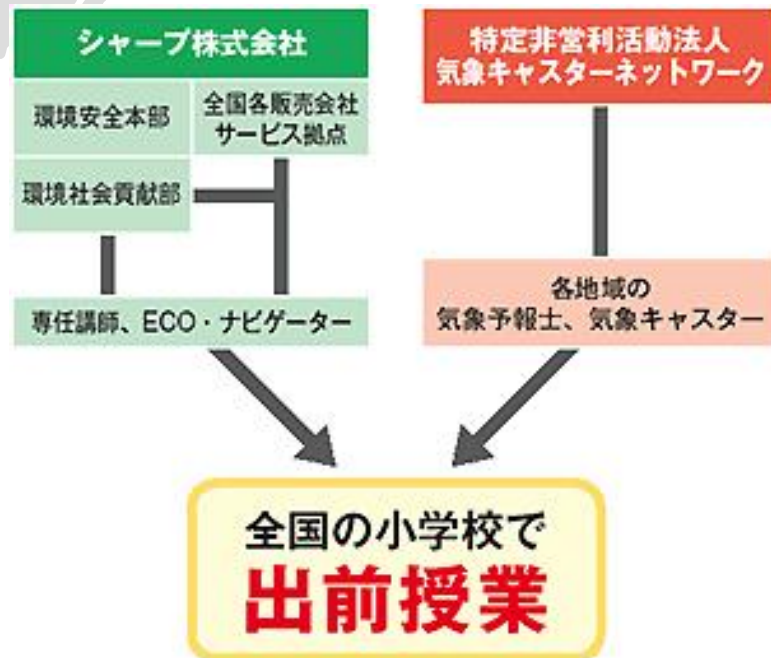 シャープ株式会社
環境安全本部
全国各販売会社
サービス拠点
環境社会貢献部
専任講師、ECO・ナビゲーター
特定非営利活動法人
気象キャスターネットワーク
各地域の
気象予報士、気象キャスター
全国の小学校で
出前授業